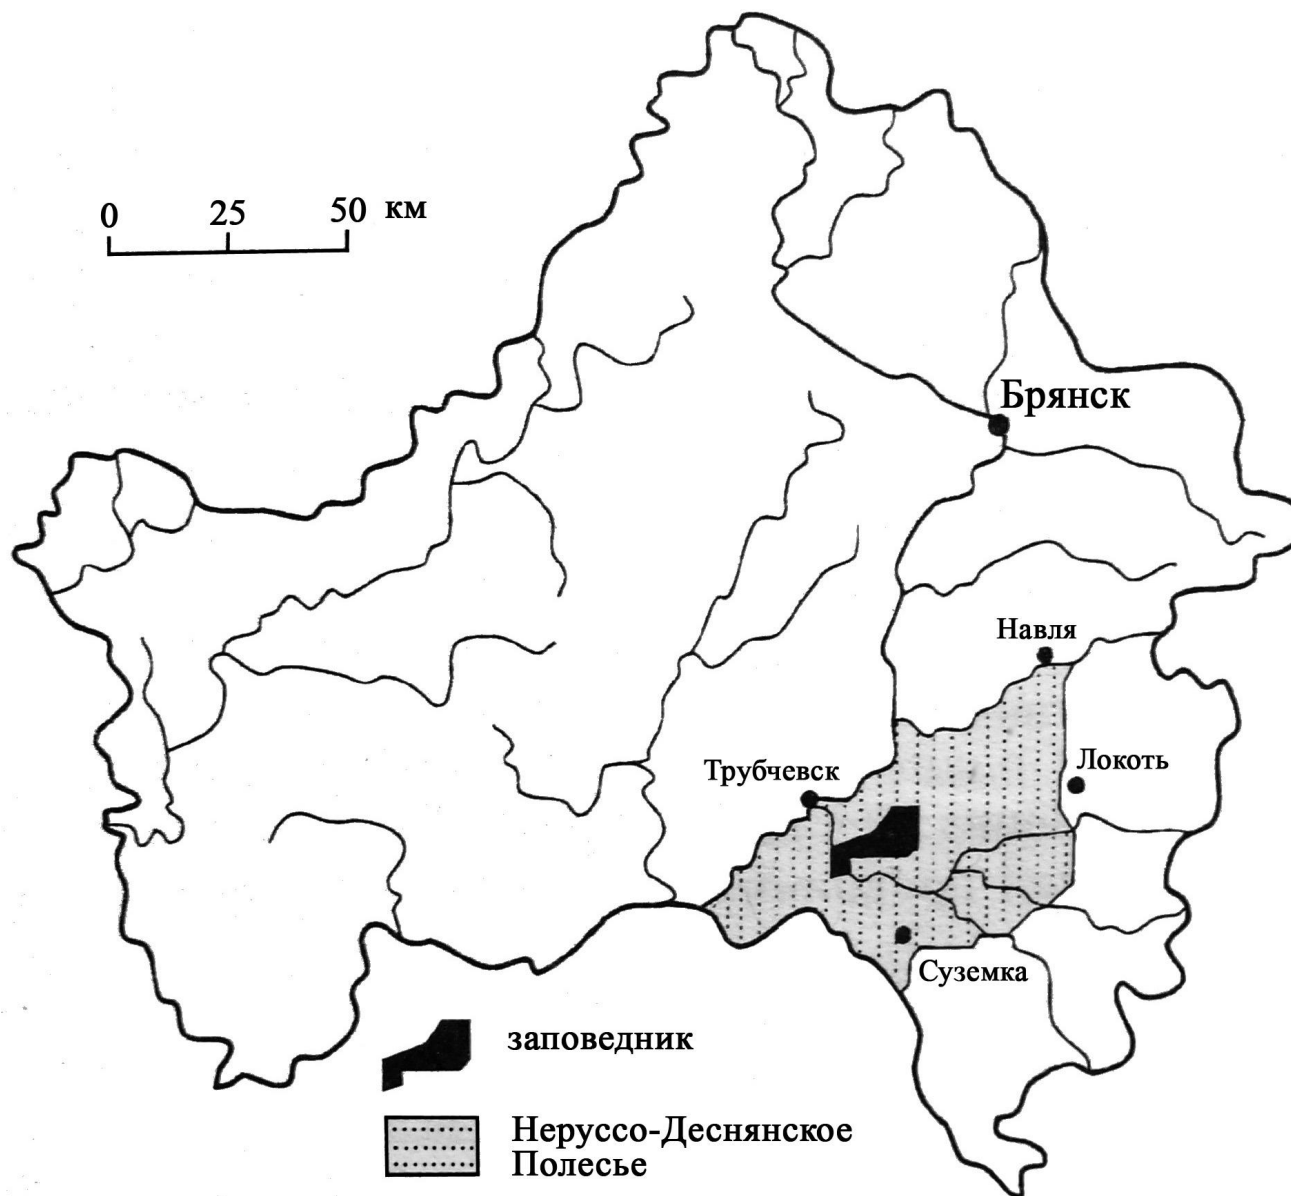 0 25 50 км
Брянск
Навля
Трубчевск
Локоть
Суземка
заповедник
Неруссо-Деснянское
Полесье